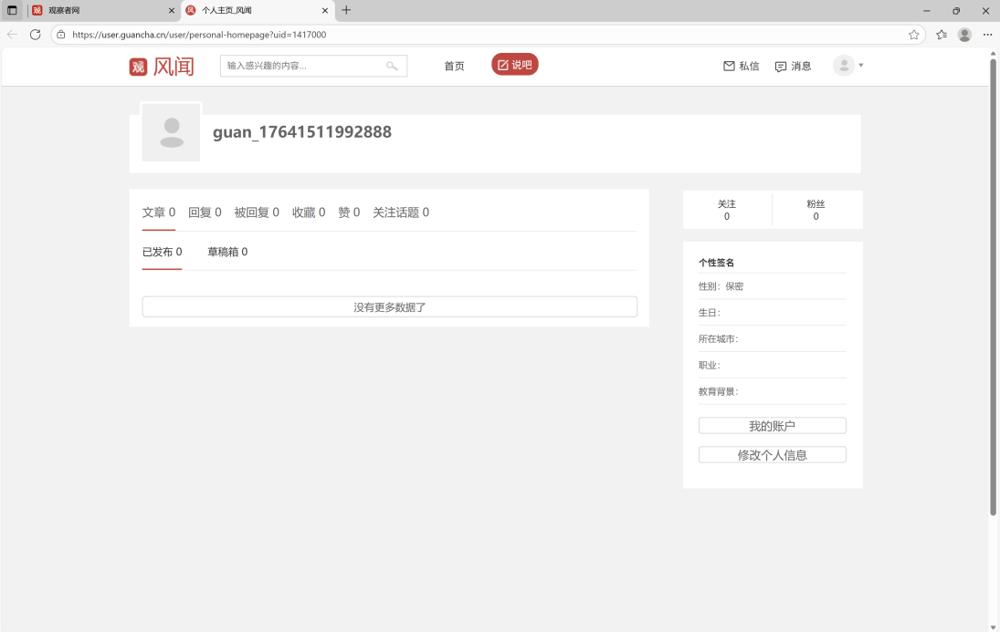 观察者网
个人主页_风闻
https://user.guancha.cn/user/personal-homepage?uid=1417000
观 风闻
输入感兴趣的内容...
首页
说吧
私信
消息
guan_17641511992888
文章 0 回复 0 被回复 0 收藏 0 赞 0 关注话题 0
已发布 0 草稿箱 0
没有更多数据了
关注 粉丝
0 0
个性签名
性别：保密
生日：
所在城市：
职业：
教育背景：
我的账户
修改个人信息